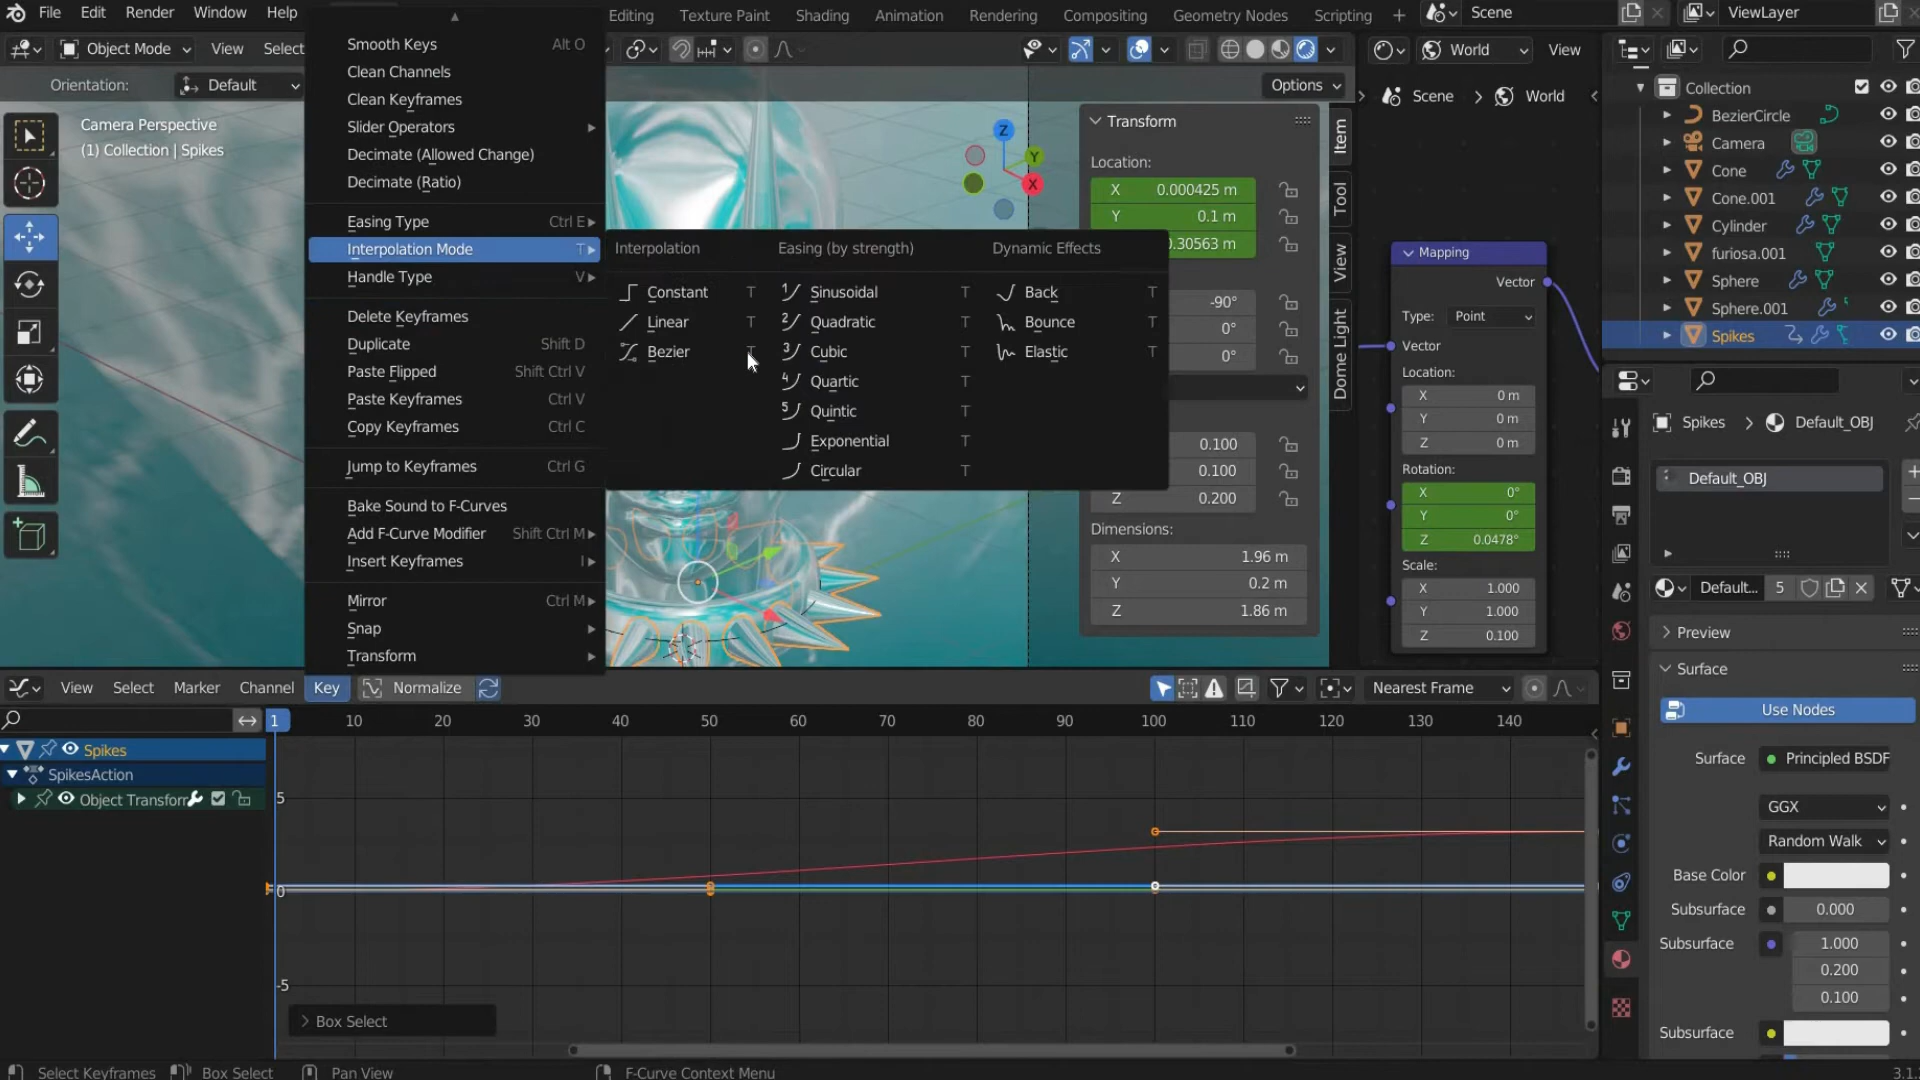 File Edit Render Window Help Editing Texture Paint Shading Animation Rendering Compositing Geometry Nodes Scripting + Scene ViewLayer
Object Mode View Select World View
Orientation: Default Options Scene > World
Camera Perspective
(1) Collection | Spikes
Smooth Keys Alt O
Clean Channels
Clean Keyframes
Slider Operators
Decimate (Allowed Change)
Decimate (Ratio)
Easing Type Ctrl E
Interpolation Mode T
Handle Type V
Delete Keyframes
Duplicate Shift D
Paste Flipped Shift Ctrl V
Paste Keyframes Ctrl V
Copy Keyframes Ctrl C
Jump to Keyframes Ctrl G
Bake Sound to F-Curves
Add F-Curve Modifier Shift Ctrl M
Insert Keyframes I
Mirror Ctrl M
Snap
Transform
Interpolation Easing (by strength) Dynamic Effects
Constant T 1 Sinusoidal T Back T
Linear T 2 Quadratic T Bounce T
Bezier T 3 Cubic T Elastic T
4 Quartic T
5 Quintic T
Exponential T
Circular T
Z
Y
X
Transform
Location:
X 0.000425 m
Y 0.1 m
0.30563 m
-90°
0°
0°
0.100
0.100
Z 0.200
Dimensions:
X 1.96 m
Y 0.2 m
Z 1.86 m
Item
Tool
View
Dome Light
Mapping
Vector
Type: Point
Vector
Location:
X 0 m
Y 0 m
Z 0 m
Rotation:
X 0°
Y 0°
Z 0.0478°
Scale:
X 1.000
Y 1.000
Z 0.100
Collection
BezierCircle
Camera
Cone
Cone.001
Cylinder
furiosa.001
Sphere
Sphere.001
Spikes
Spikes > Default_OBJ
Default_OBJ
Default... 5
Preview
Surface
Use Nodes
Surface Principled BSDF
GGX
Random Walk
Base Color
Subsurface 0.000
Subsurface 1.000
0.200
0.100
Subsurface
View Select Marker Channel Key Normalize Nearest Frame
1 10 20 30 40 50 60 70 80 90 100 110 120 130 140
Spikes
SpikesAction
Object Transform
5
0
-5
Box Select
Select Keyframes Box Select Pan View F-Curve Context Menu 3.1.